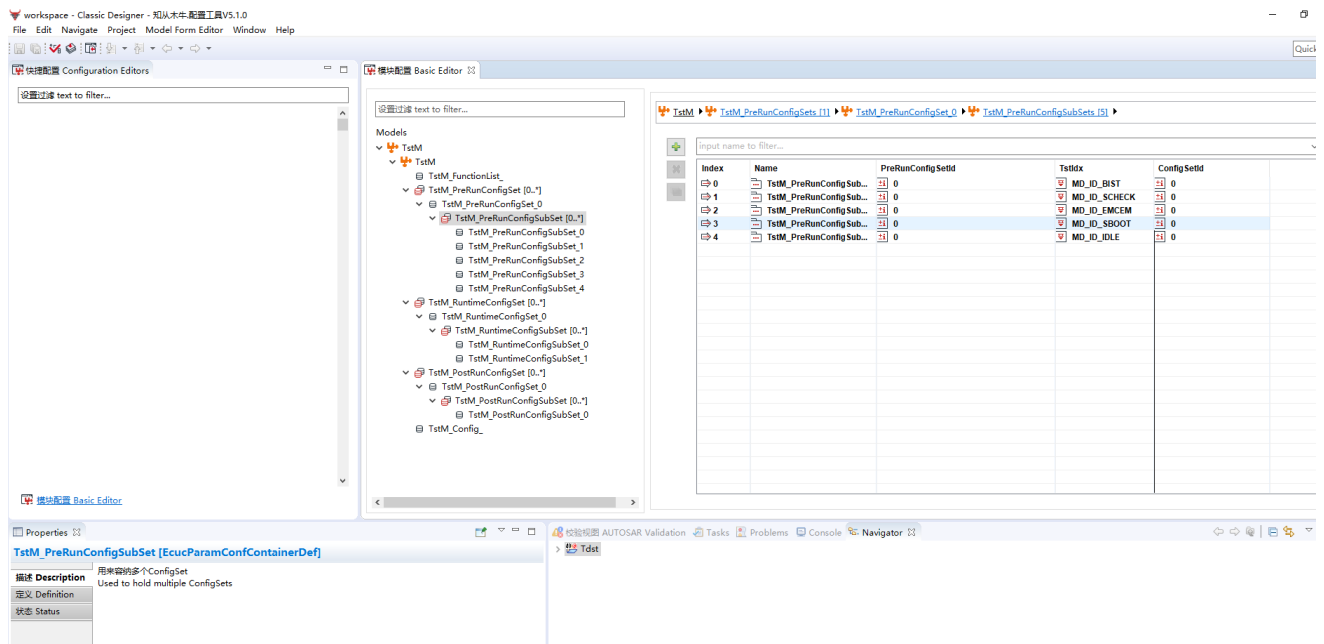 workspace - Classic Designer - 知从木牛.配置工具V5.1.0
File Edit Navigate Project Model Form Editor Window Help
Quick
快捷配置 Configuration Editors
模块配置 Basic Editor
设置过滤 text to filter...
设置过滤 text to filter...
Models
TstM
TstM
TstM_FunctionList_
TstM_PreRunConfigSet [0..*]
TstM_PreRunConfigSet_0
TstM_PreRunConfigSubSet [0..*]
TstM_PreRunConfigSubSet_0
TstM_PreRunConfigSubSet_1
TstM_PreRunConfigSubSet_2
TstM_PreRunConfigSubSet_3
TstM_PreRunConfigSubSet_4
TstM_RuntimeConfigSet [0..*]
TstM_RuntimeConfigSet_0
TstM_RuntimeConfigSubSet [0..*]
TstM_RuntimeConfigSubSet_0
TstM_RuntimeConfigSubSet_1
TstM_PostRunConfigSet [0..*]
TstM_PostRunConfigSet_0
TstM_PostRunConfigSubSet [0..*]
TstM_PostRunConfigSubSet_0
TstM_Config_
TstM TstM_PreRunConfigSets [1] TstM_PreRunConfigSet_0 TstM_PreRunConfigSubSets [5]
input name to filter...
Index Name PreRunConfigSetId TstIdx ConfigSetId
0 TstM_PreRunConfigSub... 0 MD_ID_BIST 0
1 TstM_PreRunConfigSub... 0 MD_ID_SCHECK 0
2 TstM_PreRunConfigSub... 0 MD_ID_EMCEM 0
3 TstM_PreRunConfigSub... 0 MD_ID_SBOOT 0
4 TstM_PreRunConfigSub... 0 MD_ID_IDLE 0
模块配置 Basic Editor
Properties
TstM_PreRunConfigSubSet [EcucParamConfContainerDef]
描述 Description
定义 Definition
状态 Status
用来容纳多个ConfigSet
Used to hold multiple ConfigSets
校验视图 AUTOSAR Validation Tasks Problems Console Navigator
Tdst